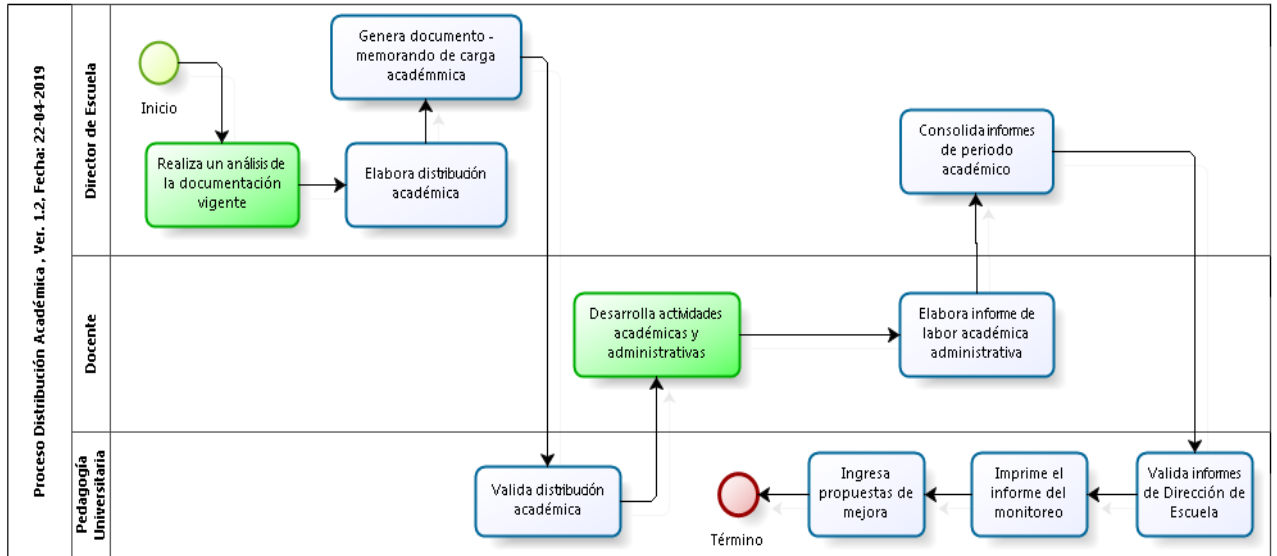 Proceso Distribución Académica , Ver. 1.2, Fecha: 22-04-2019
Director de Escuela
Inicio
Realiza un análisis de
la documentación
vigente
Elabora distribución
académica
Genera documento -
memorando de carga
académmica
Consolida informes
de periodo
académico
Docente
Desarrolla actividades
académicas y
administrativas
Elabora informe de
labor académica
administrativa
Pedagogía
Universitaria
Valida distribución
académica
Término
Ingresa
propuestas de
mejora
Imprime el
informe del
monitoreo
Valida informes
de Dirección de
Escuela